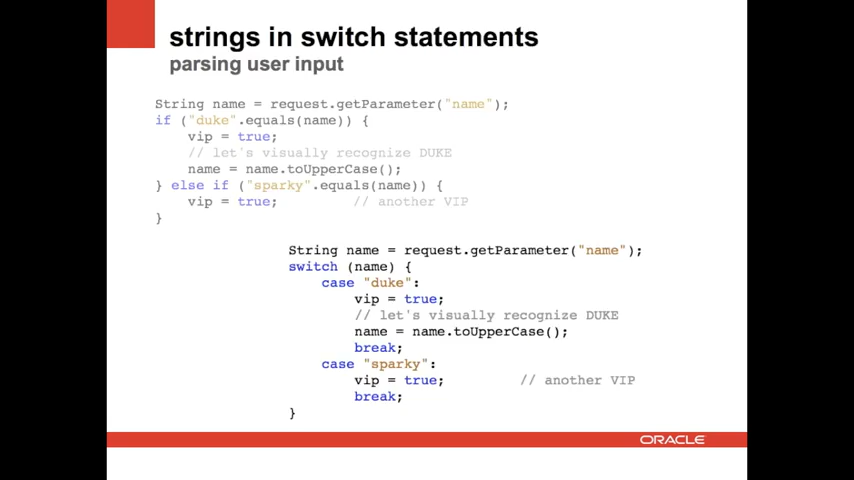 strings in switch statements
parsing user input
String name = request.getParameter("name");
if ("duke".equals(name)) {
    vip = true;
    // let's visually recognize DUKE
    name = name.toUpperCase();
} else if ("sparky".equals(name)) {
    vip = true;         // another VIP
}
String name = request.getParameter("name");
switch (name) {
    case "duke":
        vip = true;
        // let's visually recognize DUKE
        name = name.toUpperCase();
        break;
    case "sparky":
        vip = true;         // another VIP
        break;
}
ORACLE